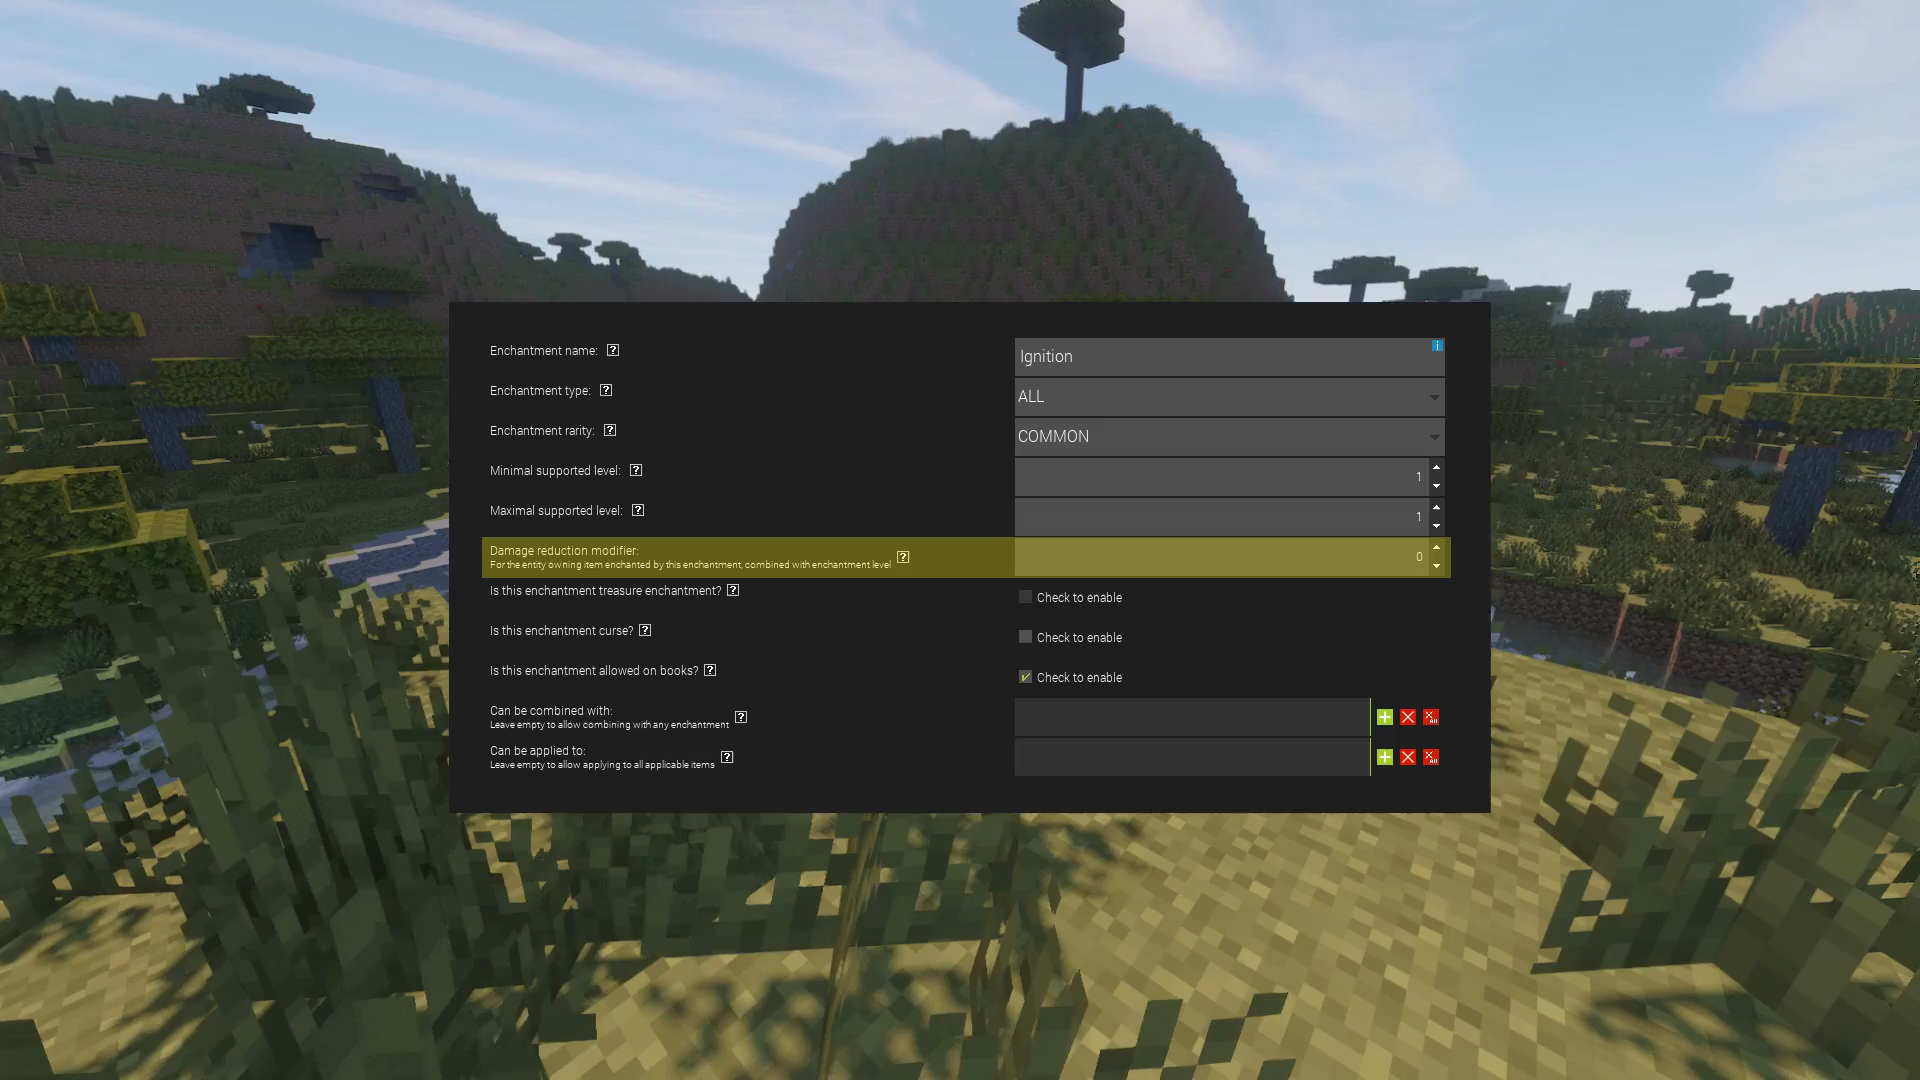 Enchantment name: ?
Ignition
i
Enchantment type: ?
ALL
Enchantment rarity: ?
COMMON
Minimal supported level: ?
1
Maximal supported level: ?
1
Damage reduction modifier:
For the entity owning item enchanted by this enchantment, combined with enchantment level ?
0
Is this enchantment treasure enchantment? ?
Check to enable
Is this enchantment curse? ?
Check to enable
Is this enchantment allowed on books? ?
Check to enable
Can be combined with:
Leave empty to allow combining with any enchantment ?
All
Can be applied to:
Leave empty to allow applying to all applicable items ?
All